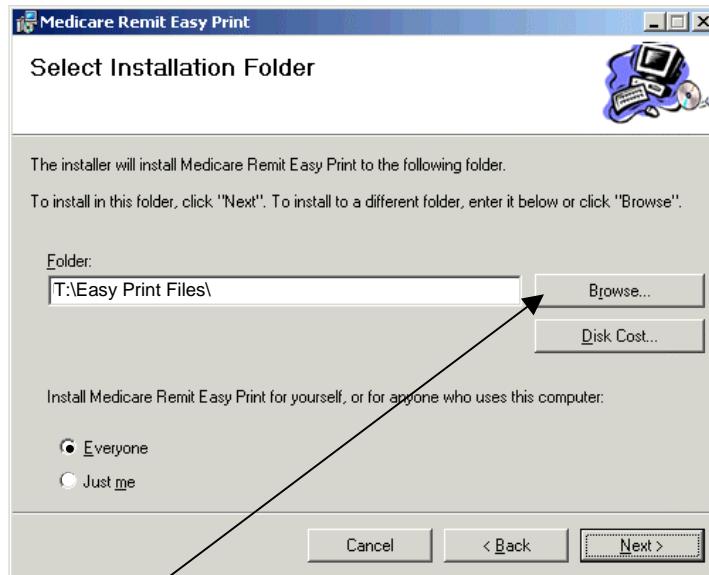 Medicare Remit Easy Print
Select Installation Folder
The installer will install Medicare Remit Easy Print to the following folder.
To install in this folder, click "Next". To install to a different folder, enter it below or click "Browse".
Folder:
T:\Easy Print Files\
Browse...
Disk Cost...
Install Medicare Remit Easy Print for yourself, or for anyone who uses this computer:
Everyone
Just me
Cancel
< Back
Next >